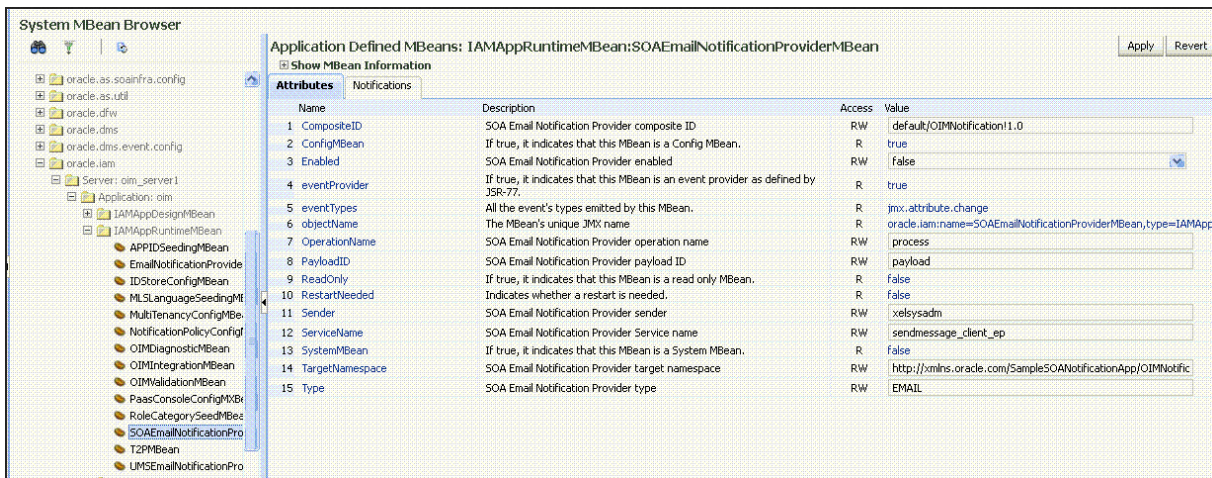 System MBean Browser
oracle.as.soainfra.config
oracle.as.util
oracle.dfw
oracle.dms
oracle.dms.event.config
oracle.iam
Server: oim_server1
Application: oim
IAMAppDesignMBean
IAMAppRuntimeMBean
APPIDSeedingMBean
EmailNotificationProvide
IDStoreConfigMBean
MLSLanguageSeedingME
MultiTenancyConfigMBe
NotificationPolicyConfigI
OIMDiagnosticMBean
OIMIntegrationMBean
OIMValidationMBean
PaasConsoleConfigMXBe
RoleCategorySeedMBea
SOAEmailNotificationPro
T2PMBean
UMSEmailNotificationPro
Application Defined MBeans: IAMAppRuntimeMBean:SOAEmailNotificationProviderMBean
Apply Revert
Show MBean Information
Attributes Notifications
Name Description Access Value
1 CompositeID SOA Email Notification Provider composite ID RW default/OIMNotification!1.0
2 ConfigMBean If true, it indicates that this MBean is a Config MBean. R true
3 Enabled SOA Email Notification Provider enabled RW false
4 eventProvider If true, it indicates that this MBean is an event provider as defined by JSR-77. R true
5 eventTypes All the event's types emitted by this MBean. R jmx.attribute.change
6 objectName The MBean's unique JMX name R oracle.iam:name=SOAEmailNotificationProviderMBean,type=IAMApp
7 OperationName SOA Email Notification Provider operation name RW process
8 PayloadID SOA Email Notification Provider payload ID RW payload
9 ReadOnly If true, it indicates that this MBean is a read only MBean. R false
10 RestartNeeded Indicates whether a restart is needed. R false
11 Sender SOA Email Notification Provider sender RW xelsysadm
12 ServiceName SOA Email Notification Provider Service name RW sendmessage_client_ep
13 SystemMBean If true, it indicates that this MBean is a System MBean. R false
14 TargetNamespace SOA Email Notification Provider target namespace RW http://xmlns.oracle.com/SampleSOANotificationApp/OIMNotific
15 Type SOA Email Notification Provider type RW EMAIL